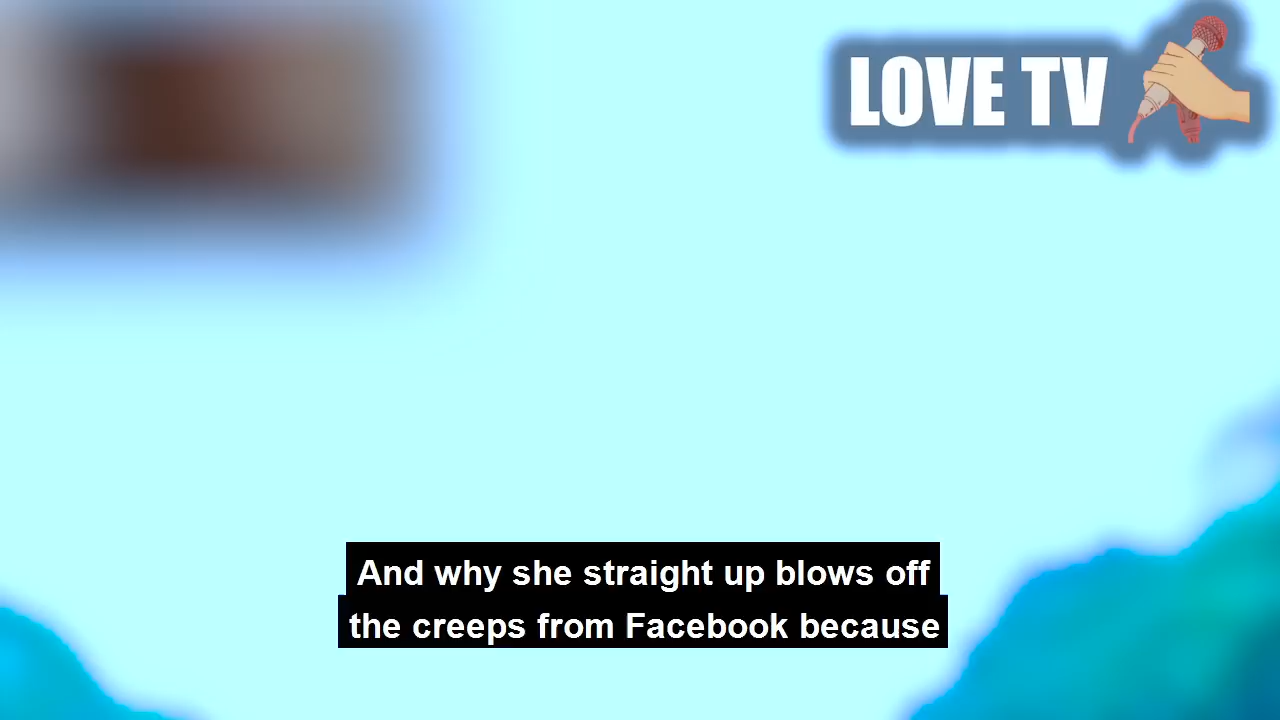 LOVE TV
And why she straight up blows off
the creeps from Facebook because